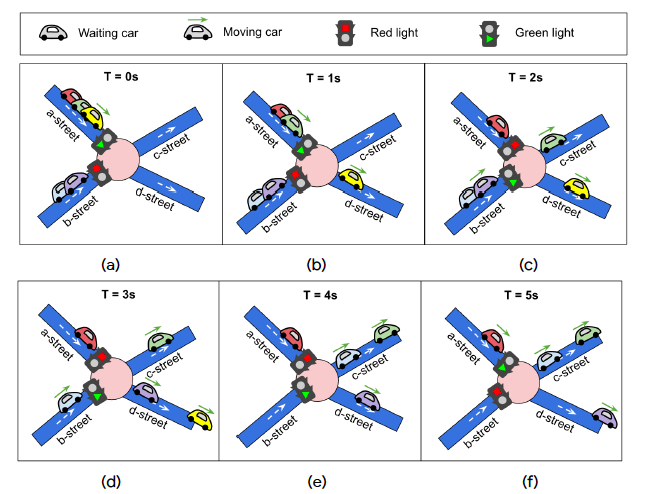 Waiting car Moving car Red light Green light
T = 0s T = 1s T = 2s
a-street c-street b-street d-street
a-street c-street b-street d-street
a-street c-street b-street d-street
(a) (b) (c)
T = 3s T = 4s T = 5s
a-street c-street b-street d-street
a-street c-street b-street d-street
a-street c-street b-street d-street
(d) (e) (f)